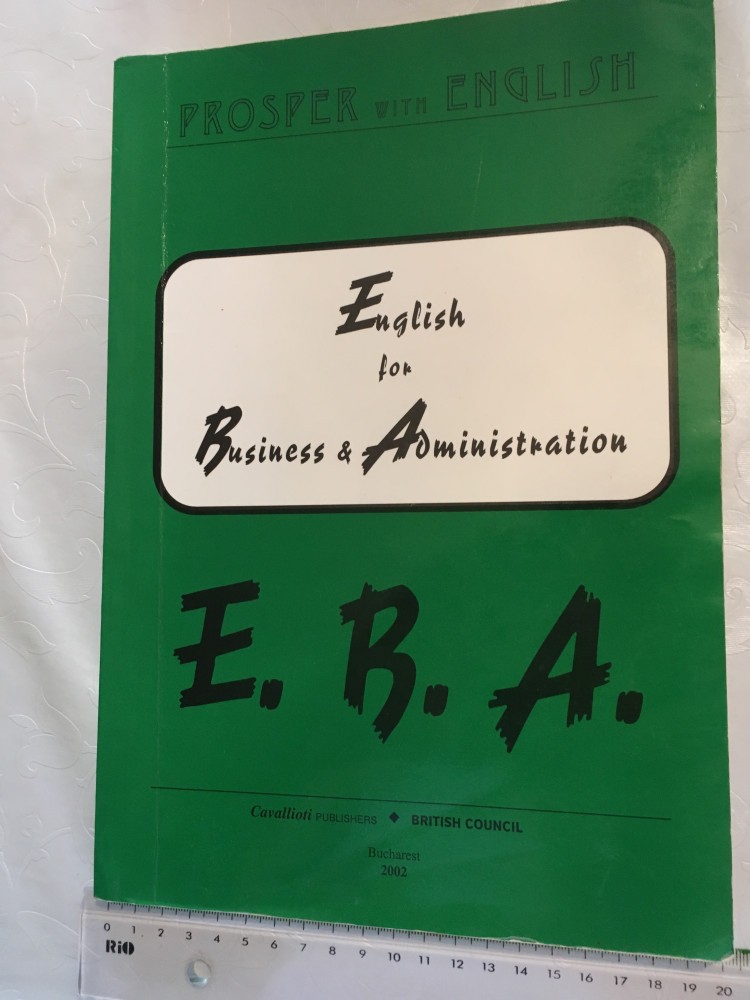 PROSPER WITH ENGLISH
English
for
Business & Administration
E. B. A.
Cavallioti PUBLISHERS ◆ BRITISH COUNCIL
Bucharest
2002
0 1 2 3 4 5 6 7 8 9 10 11 12 13 14 15 16 17 18 19 20
RiO